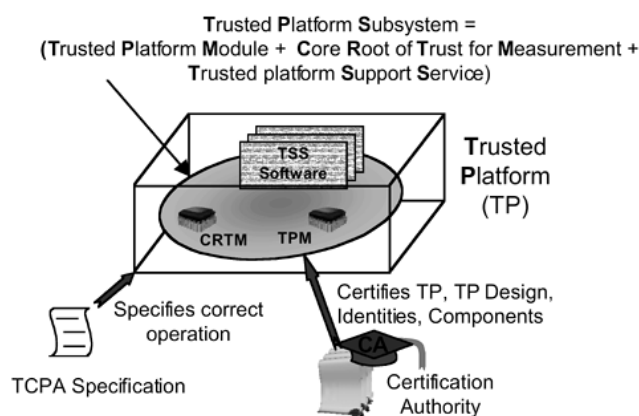 Trusted Platform Subsystem =
(Trusted Platform Module + Core Root of Trust for Measurement +
Trusted platform Support Service)
TSS
Software
Trusted
Platform
(TP)
CRTM
TPM
Certifies TP, TP Design,
Identities, Components
Specifies correct
operation
CA
TCPA Specification
Certification
Authority